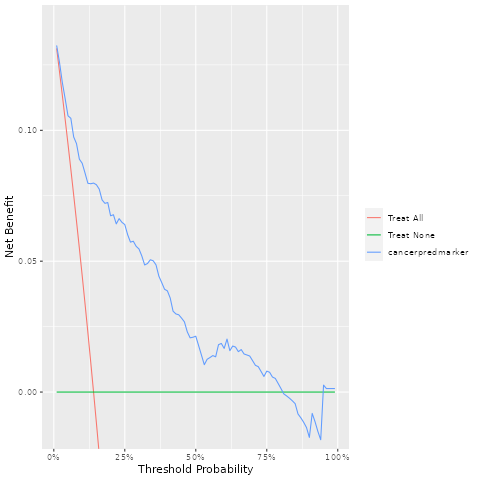 0.10
0.05
0.00
0%
25%
50%
75%
100%
Threshold Probability
Net Benefit
Treat All
Treat None
cancerpredmarker